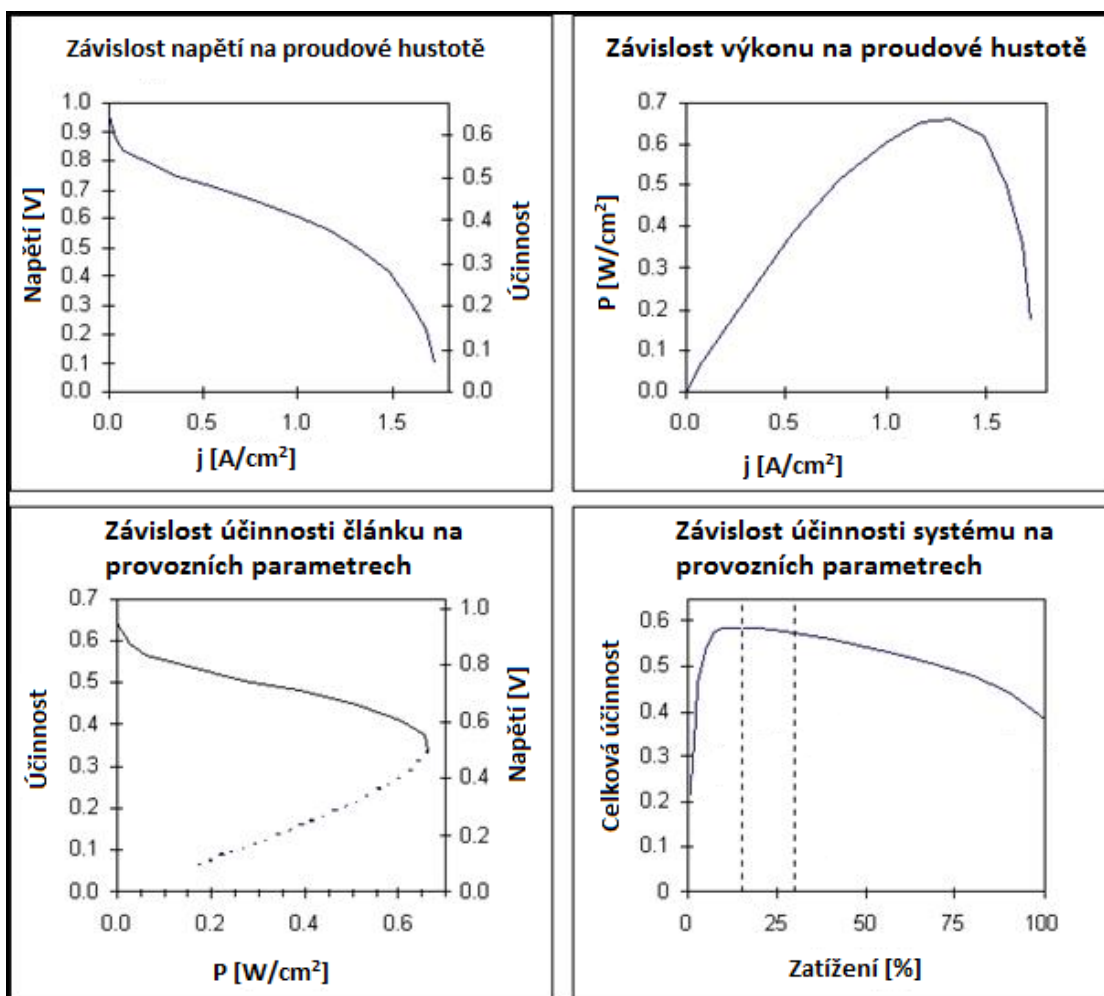 Závislost napětí na proudové hustotě
1.0
0.9
0.8
0.7
0.6
0.5
0.4
0.3
0.2
0.1
0.0
Napětí [V]
0.6
0.5
0.4
0.3
0.2
0.1
0.0
Účinnost
0.0 0.5 1.0 1.5
j [A/cm²]
Závislost výkonu na proudové hustotě
0.7
0.6
0.5
0.4
0.3
0.2
0.1
0.0
P [W/cm²]
0.0 0.5 1.0 1.5
j [A/cm²]
Závislost účinnosti článku na
provozních parametrech
0.7
0.6
0.5
0.4
0.3
0.2
0.1
0.0
Účinnost
1.0
0.8
0.6
0.4
0.2
0.0
Napětí [V]
0.0 0.2 0.4 0.6
P [W/cm²]
Závislost účinnosti systému na
provozních parametrech
0.6
0.5
0.4
0.3
0.2
0.1
0
Celková účinnost
0 25 50 75 100
Zatížení [%]